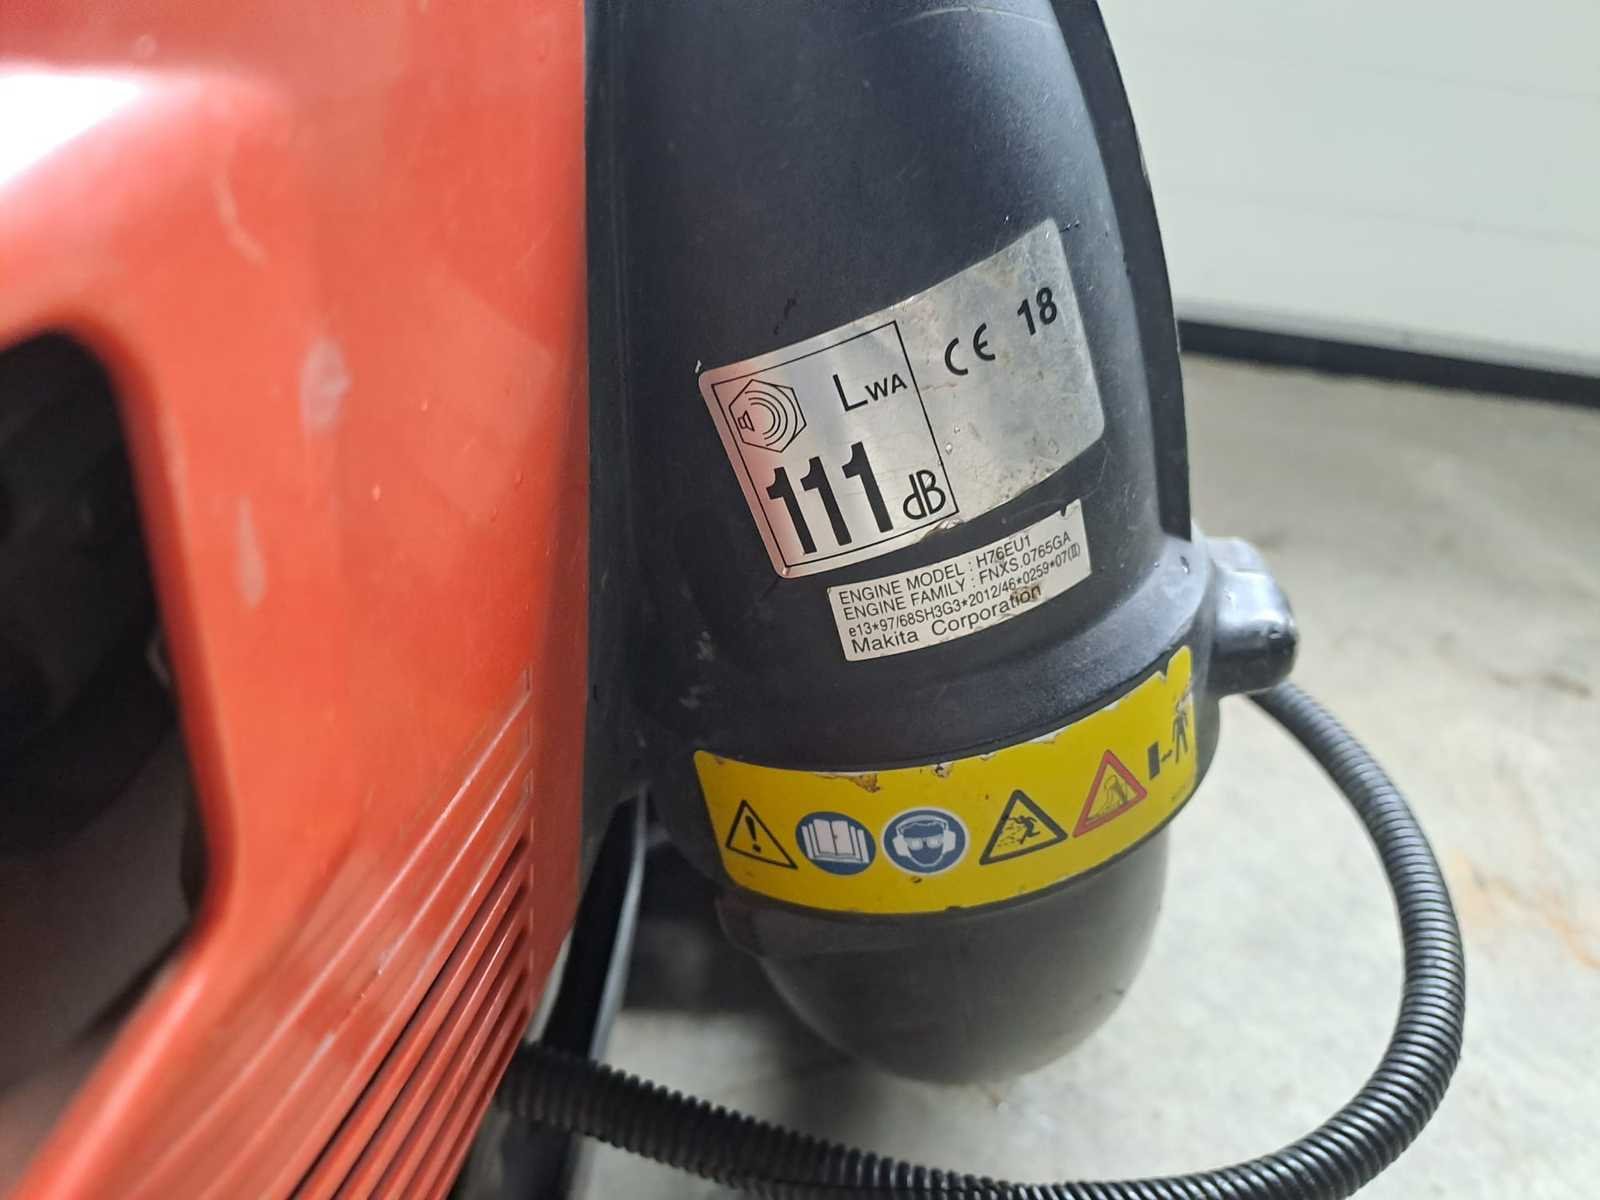 LWA
111 dB
CE 18
ENGINE MODEL : H76EU1
ENGINE FAMILY : FNXS.0765GA
e13*97/68SH3G3*2012/46*0259*07(III)
Makita Corporation